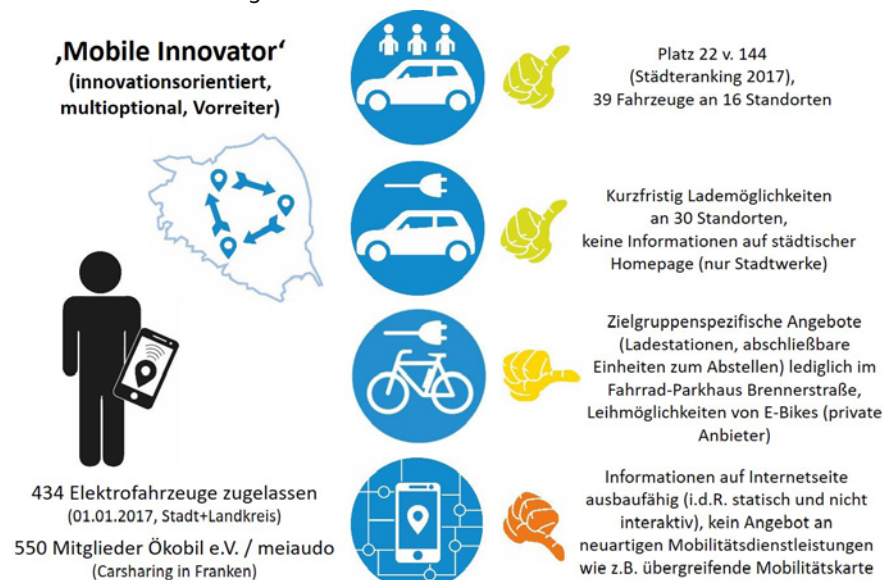 ‚Mobile Innovator‘
(innovationsorientiert,
multioptional, Vorreiter)
434 Elektrofahrzeuge zugelassen
(01.01.2017, Stadt+Landkreis)
550 Mitglieder Ökobil e.V. / meiaudo
(Carsharing in Franken)
Platz 22 v. 144
(Städteranking 2017),
39 Fahrzeuge an 16 Standorten
Kurzfristig Lademöglichkeiten
an 30 Standorten,
keine Informationen auf städtischer
Homepage (nur Stadtwerke)
Zielgruppenspezifische Angebote
(Ladestationen, abschließbare
Einheiten zum Abstellen) lediglich im
Fahrrad-Parkhaus Brennerstraße,
Leihmöglichkeiten von E-Bikes (private
Anbieter)
Informationen auf Internetseite
ausbaufähig (i.d.R. statisch und nicht
interaktiv), kein Angebot an
neuartigen Mobilitätsdienstleistungen
wie z.B. übergreifende Mobilitätskarte